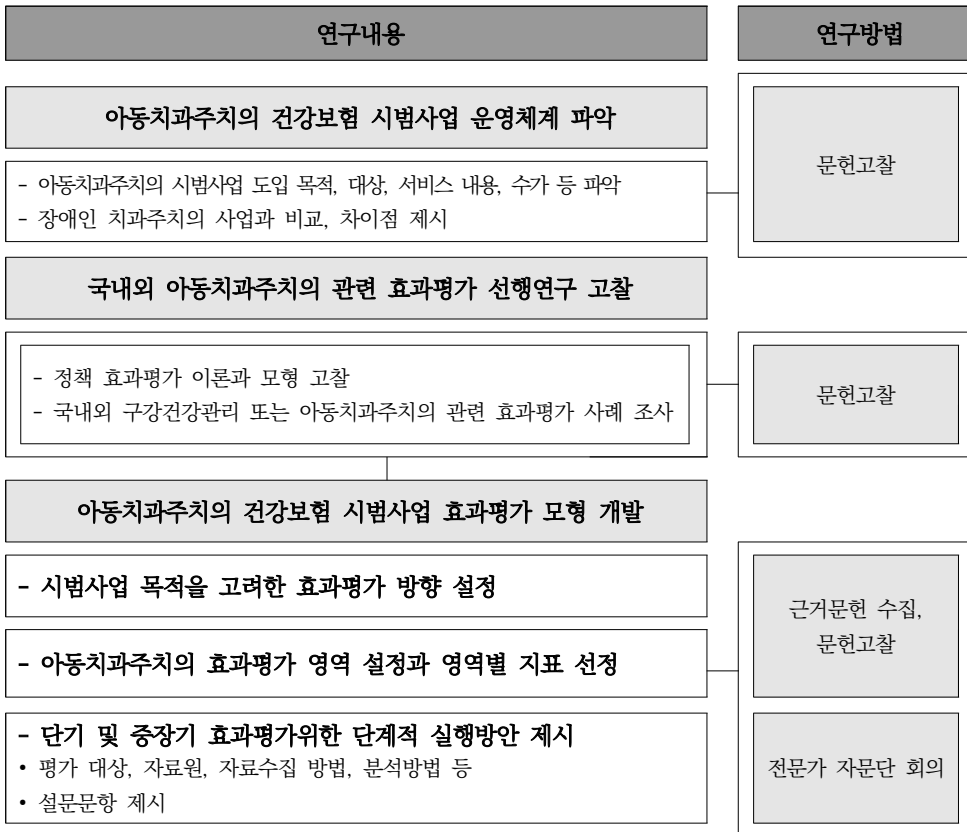 연구내용
연구방법
아동치과주치의 건강보험 시범사업 운영체계 파악
- 아동치과주치의 시범사업 도입 목적, 대상, 서비스 내용, 수가 등 파악
- 장애인 치과주치의 사업과 비교, 차이점 제시
문헌고찰
국내외 아동치과주치의 관련 효과평가 선행연구 고찰
- 정책 효과평가 이론과 모형 고찰
- 국내외 구강건강관리 또는 아동치과주치의 관련 효과평가 사례 조사
문헌고찰
아동치과주치의 건강보험 시범사업 효과평가 모형 개발
- 시범사업 목적을 고려한 효과평가 방향 설정
- 아동치과주치의 효과평가 영역 설정과 영역별 지표 선정
근거문헌 수집,
문헌고찰
- 단기 및 중장기 효과평가위한 단계적 실행방안 제시
• 평가 대상, 자료원, 자료수집 방법, 분석방법 등
• 설문문항 제시
전문가 자문단 회의